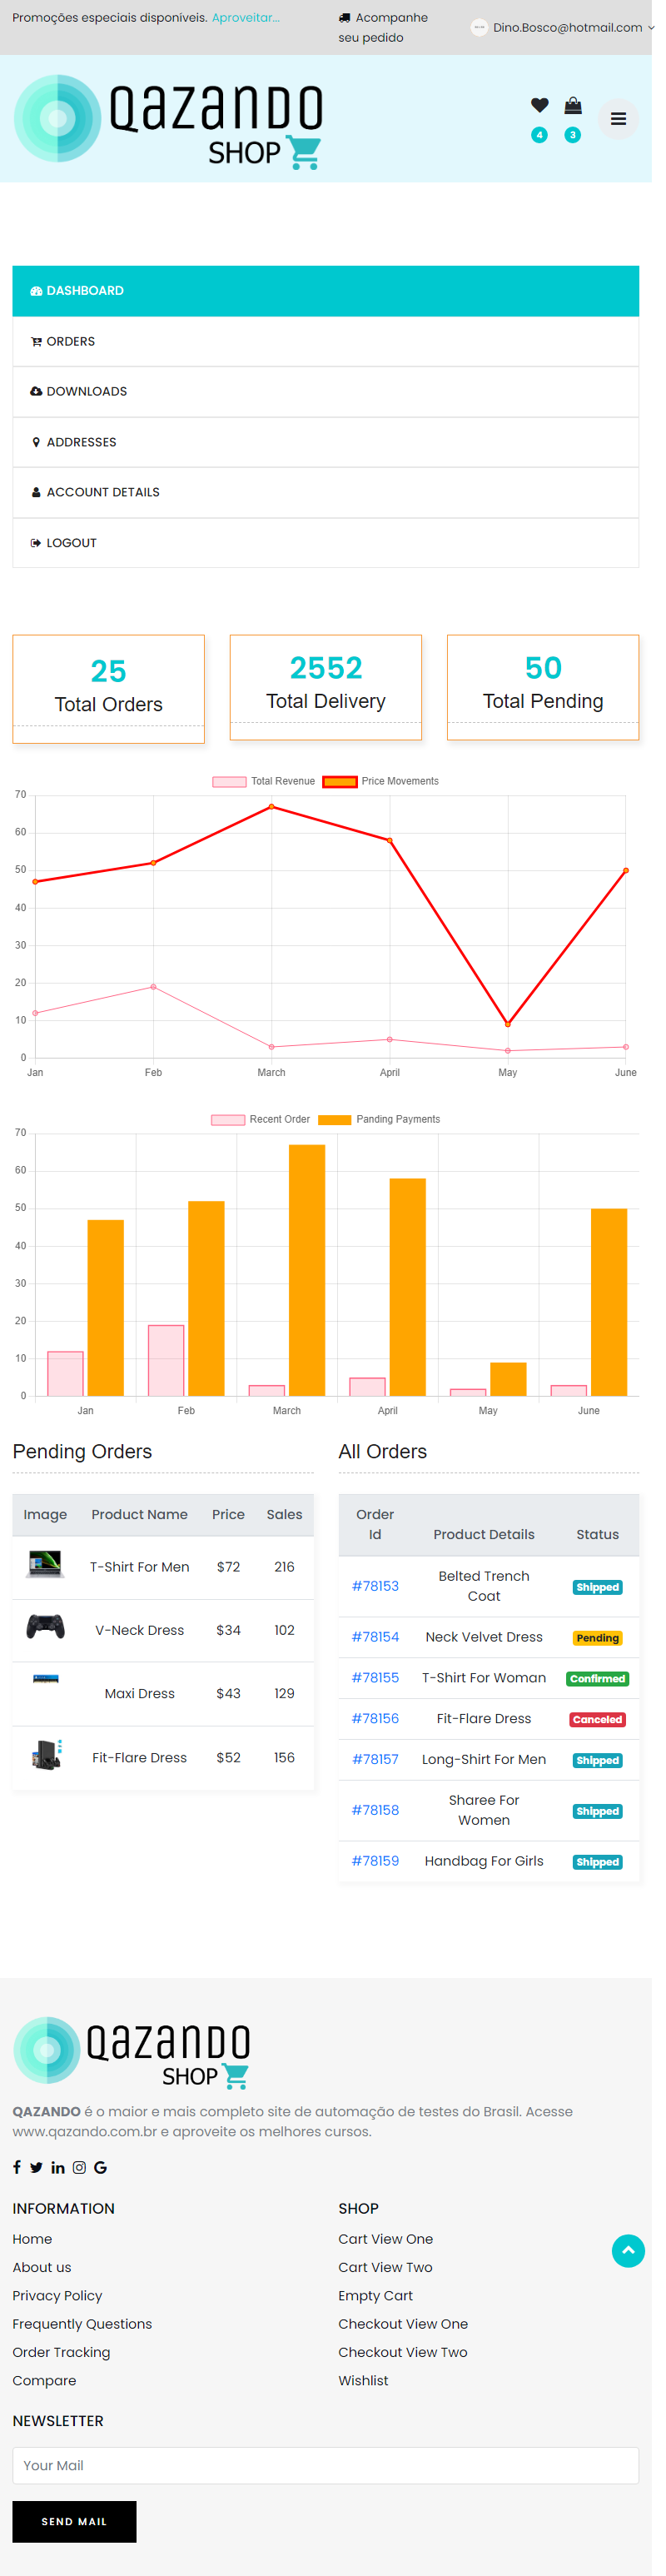 Promoções especiais disponíveis. Aproveitar...
Acompanhe
seu pedido
Dino.Bosco@hotmail.com
QAZANDO
SHOP
4
3
DASHBOARD
ORDERS
DOWNLOADS
ADDRESSES
ACCOUNT DETAILS
LOGOUT
25
Total Orders
2552
Total Delivery
50
Total Pending
Total Revenue Price Movements
70
60
50
40
30
20
10
0
Jan Feb March April May June
Recent Order Panding Payments
70
60
50
40
30
20
10
0
Jan Feb March April May June
Pending Orders
Image Product Name Price Sales
T-Shirt For Men $72 216
V-Neck Dress $34 102
Maxi Dress $43 129
Fit-Flare Dress $52 156
All Orders
Order
Id Product Details Status
#78153 Belted Trench
Coat Shipped
#78154 Neck Velvet Dress Pending
#78155 T-Shirt For Woman Confirmed
#78156 Fit-Flare Dress Canceled
#78157 Long-Shirt For Men Shipped
#78158 Sharee For
Women Shipped
#78159 Handbag For Girls Shipped
QAZANDO
SHOP
QAZANDO é o maior e mais completo site de automação de testes do Brasil. Acesse
www.qazando.com.br e aproveite os melhores cursos.
INFORMATION
Home
About us
Privacy Policy
Frequently Questions
Order Tracking
Compare
SHOP
Cart View One
Cart View Two
Empty Cart
Checkout View One
Checkout View Two
Wishlist
NEWSLETTER
Your Mail
SEND MAIL